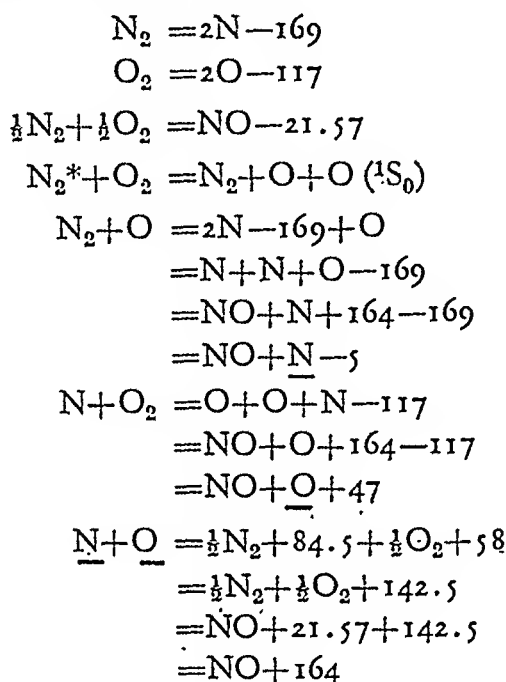 N₂ =2N—169
O₂ =2O—117
½N₂+½O₂ =NO—21.57
N₂*+O₂ =N₂+O+O (¹S₀)
N₂+O =2N—169+O
=N+N+O—169
=NO+N+164—169
=NO+N—5
N+O₂ =O+O+N—117
=NO+O+164—117
=NO+O+47
N+O =½N₂+84.5+½O₂+58
=½N₂+½O₂+142.5
=NO+21.57+142.5
=NO+164